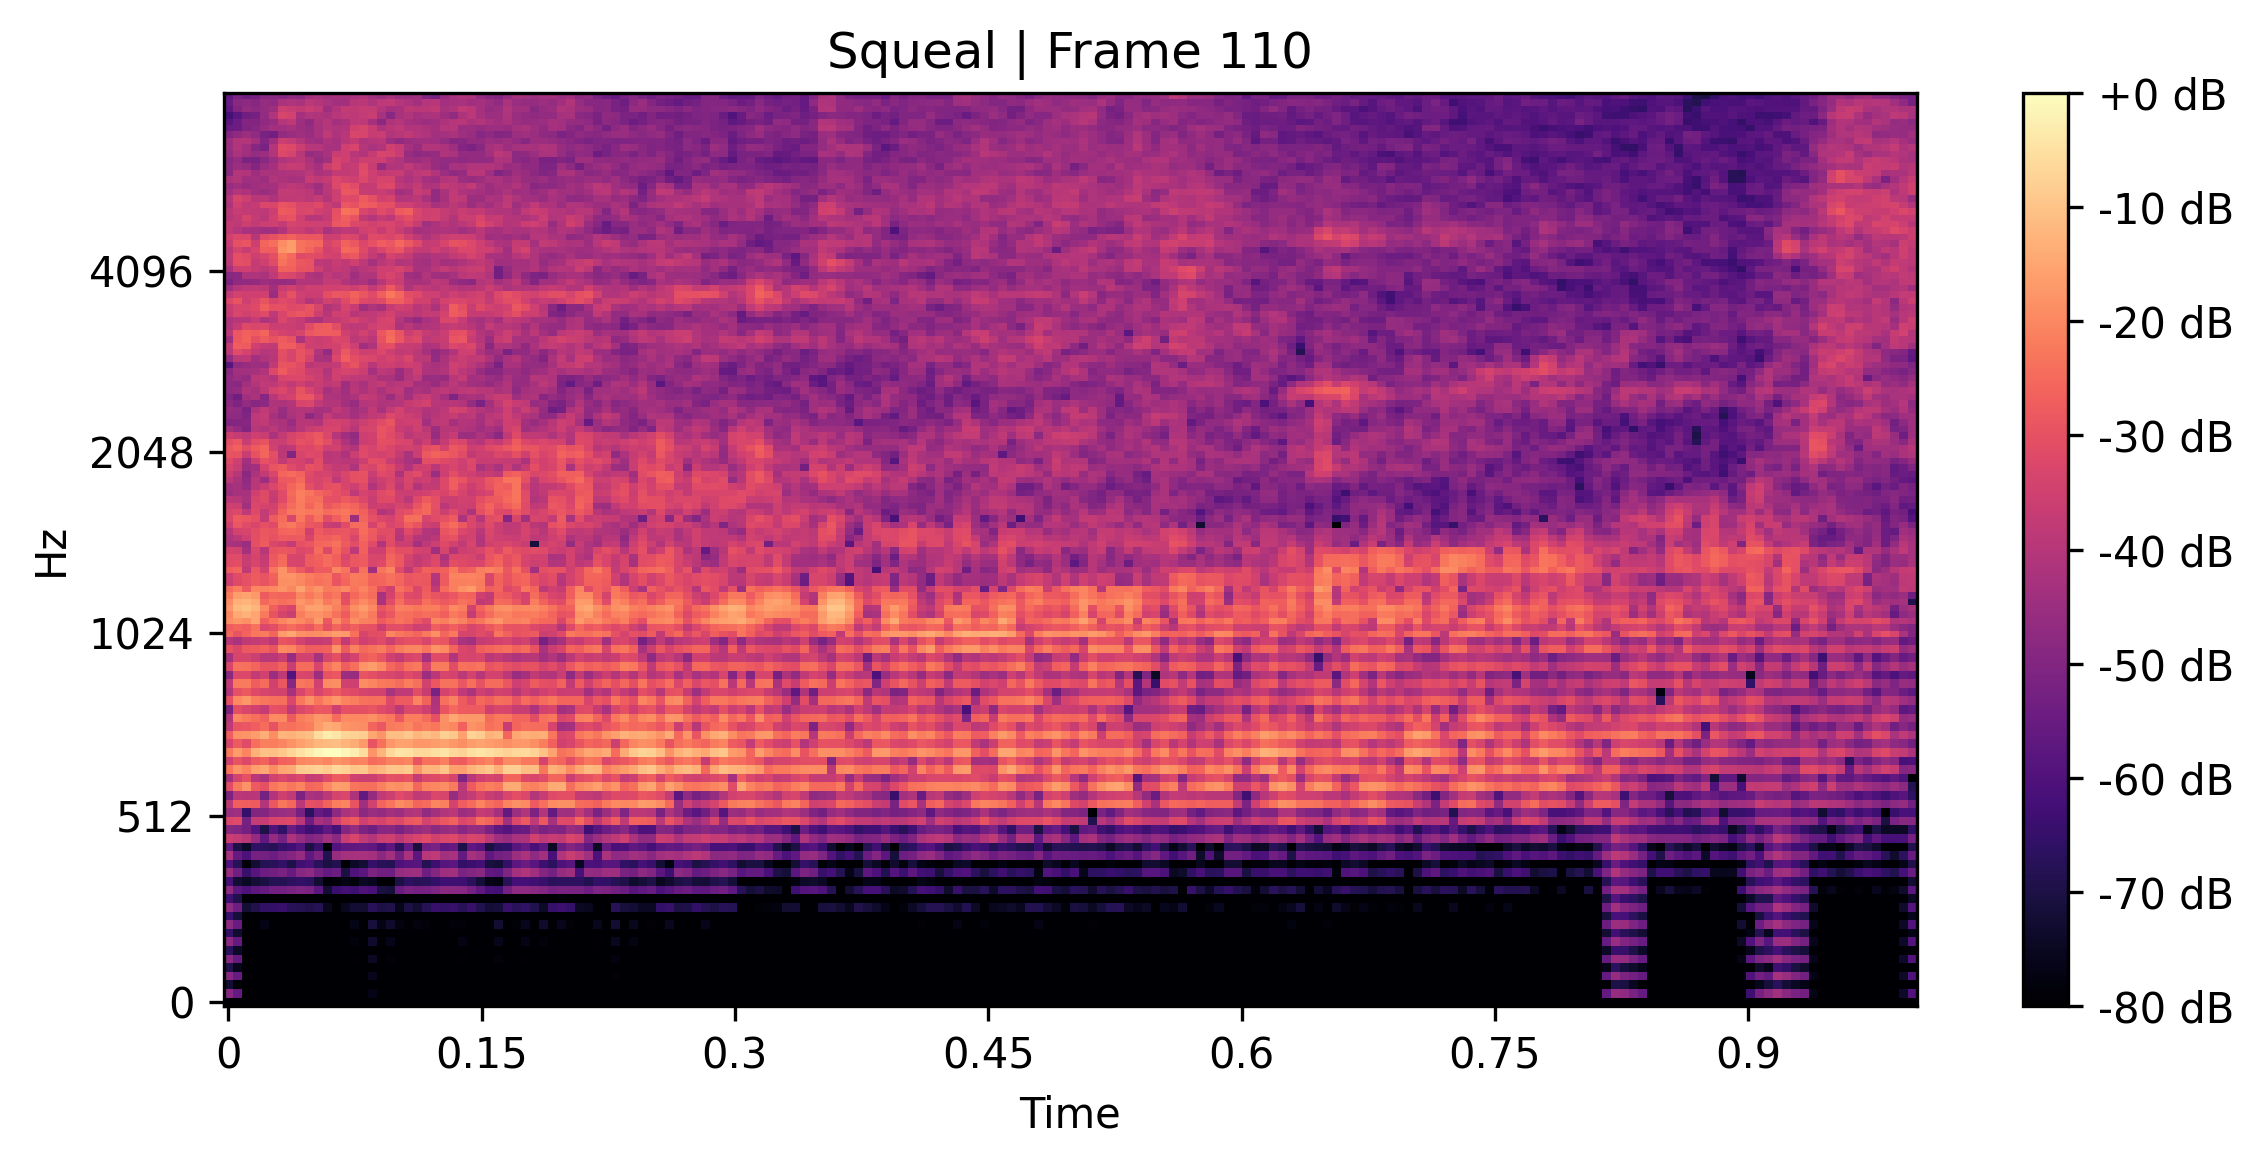 Squeal | Frame 110
Hz
4096
2048
1024
512
0
0 0.15 0.3 0.45 0.6 0.75 0.9
Time
+0 dB
-10 dB
-20 dB
-30 dB
-40 dB
-50 dB
-60 dB
-70 dB
-80 dB